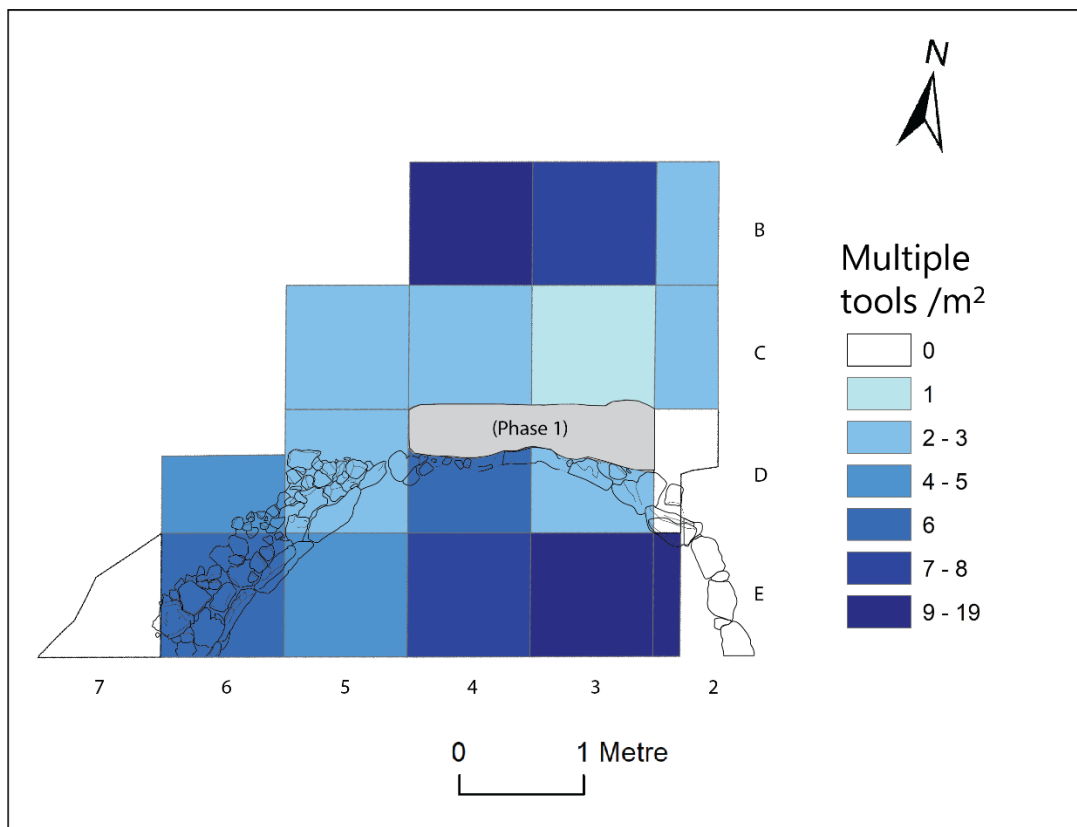 N
B
Multiple
tools /m²
0
C
1
(Phase 1)
2 - 3
D
4 - 5
6
7 - 8
E
9 - 19
7 6 5 4 3 2
0 1 Metre